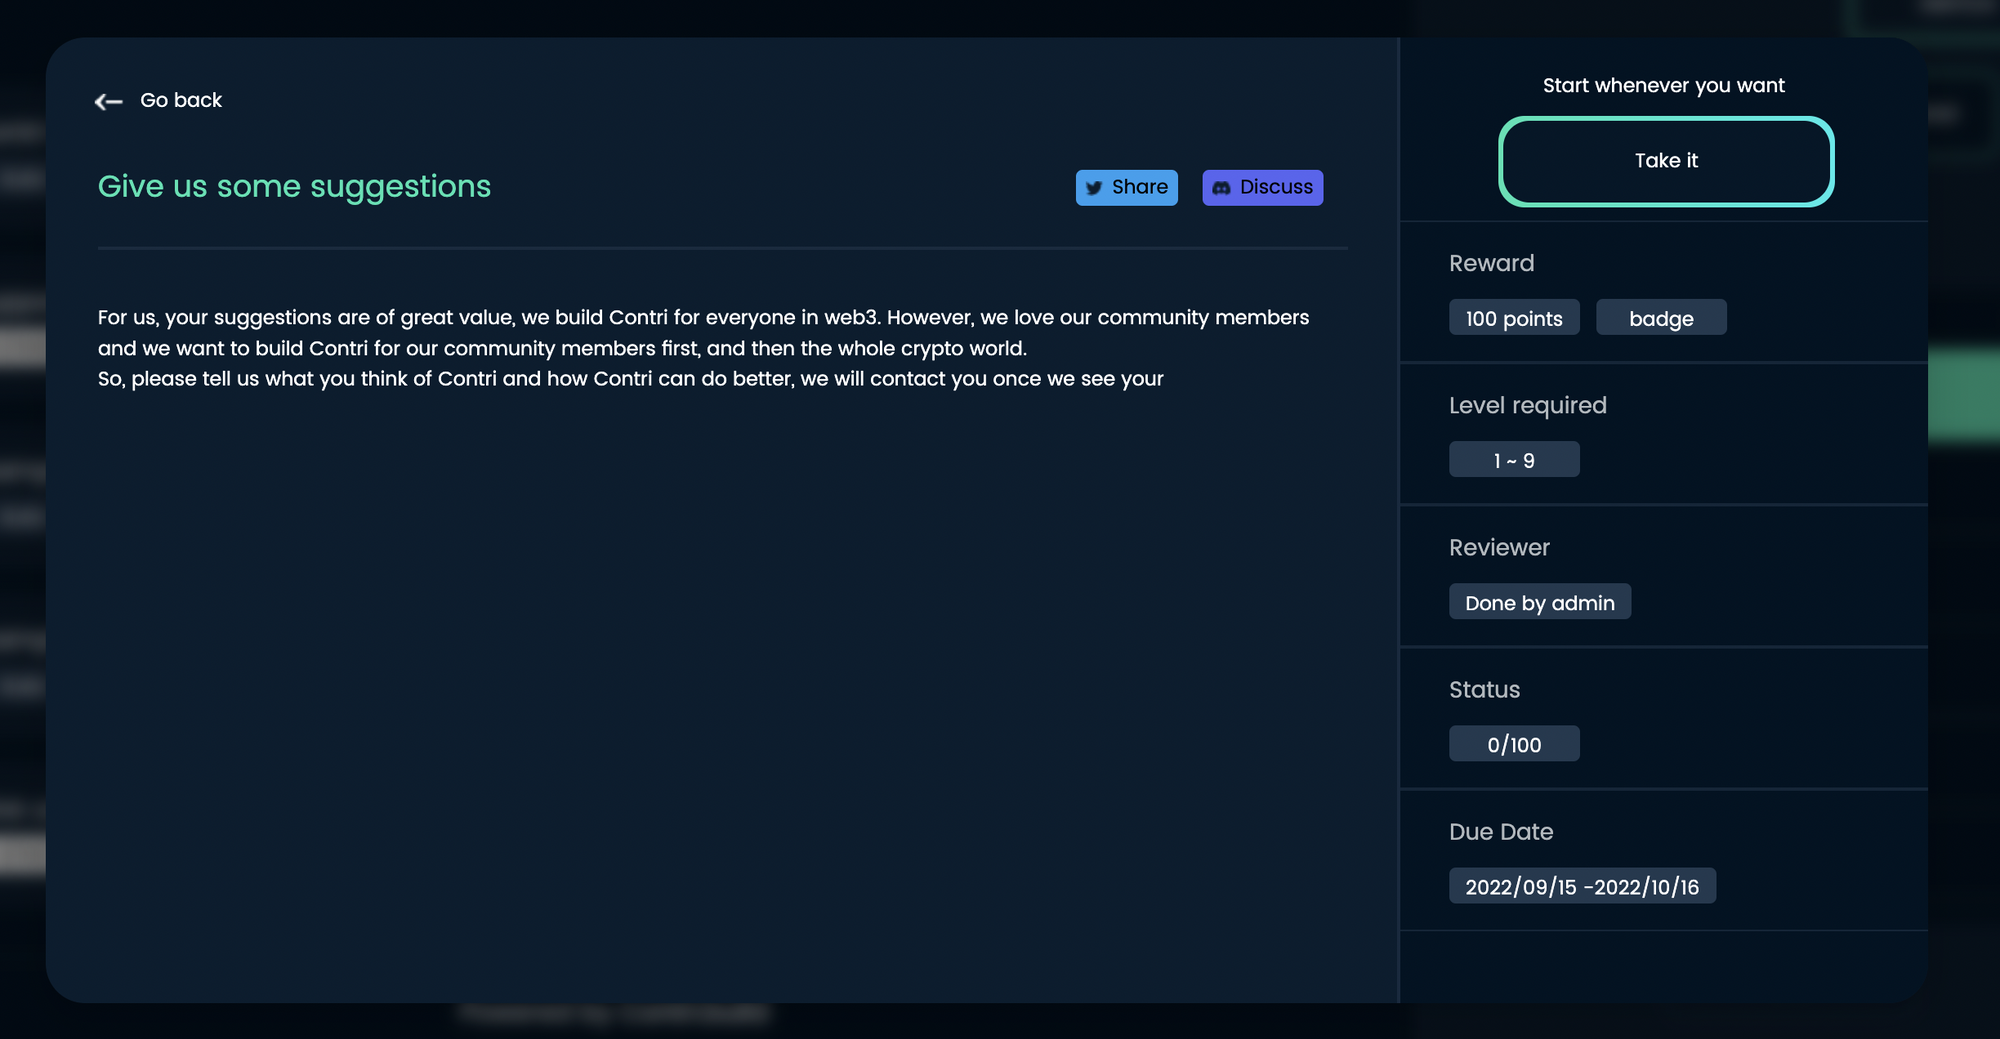 Go back
Give us some suggestions
Share
Discuss
For us, your suggestions are of great value, we build Contri for everyone in web3. However, we love our community members
and we want to build Contri for our community members first, and then the whole crypto world.
So, please tell us what you think of Contri and how Contri can do better, we will contact you once we see your
Start whenever you want
Take it
Reward
100 points
badge
Level required
1 ~ 9
Reviewer
Done by admin
Status
0/100
Due Date
2022/09/15 -2022/10/16